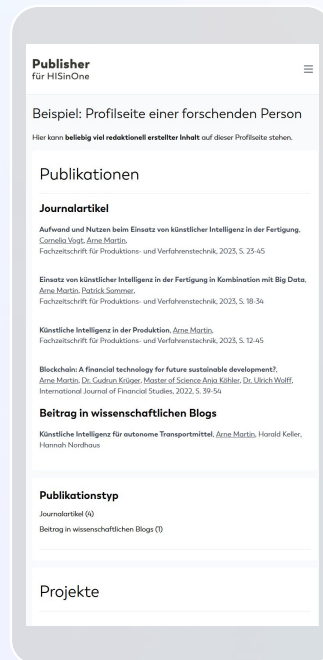 Publisher
für HISinOne
Beispiel: Profilseite einer forschenden Person
Hier kann beliebig viel redaktionell erstellter Inhalt auf dieser Profilseite stehen.
Publikationen
Journalartikel
Aufwand und Nutzen beim Einsatz von künstlicher Intelligenz in der Fertigung,
Cornelia Vogt, Arne Martin,
Fachzeitschrift für Produktions- und Verfahrenstechnik, 2023, S. 23-45
Einsatz von künstlicher Intelligenz in der Fertigung in Kombination mit Big Data,
Arne Martin, Patrick Sommer,
Fachzeitschrift für Produktions- und Verfahrenstechnik, 2023, S. 18-34
Künstliche Intelligenz in der Produktion, Arne Martin,
Fachzeitschrift für Produktions- und Verfahrenstechnik, 2023, S. 12-45
Blockchain: A financial technology for future sustainable development?,
Arne Martin, Dr. Gudrun Krüger, Master of Science Anja Köhler, Dr. Ulrich Wolff,
International Journal of Financial Studies, 2022, S. 39-54
Beitrag in wissenschaftlichen Blogs
Künstliche Intelligenz für autonome Transportmittel, Arne Martin, Harald Keller,
Hannah Nordhaus
Publikationstyp
Journalartikel (4)
Beitrag in wissenschaftlichen Blogs (1)
Projekte